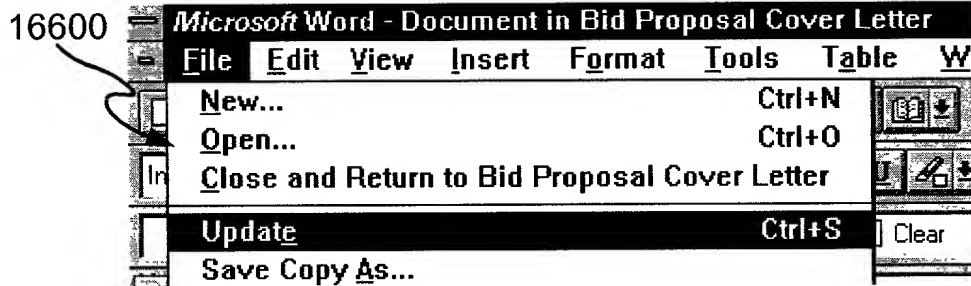 16600
Microsoft Word - Document in Bid Proposal Cover Letter
File Edit View Insert Format Tools Table W
New... Ctrl+N
Open... Ctrl+O
In
Close and Return to Bid Proposal Cover Letter U
Update Ctrl+S Clear
Save Copy As...